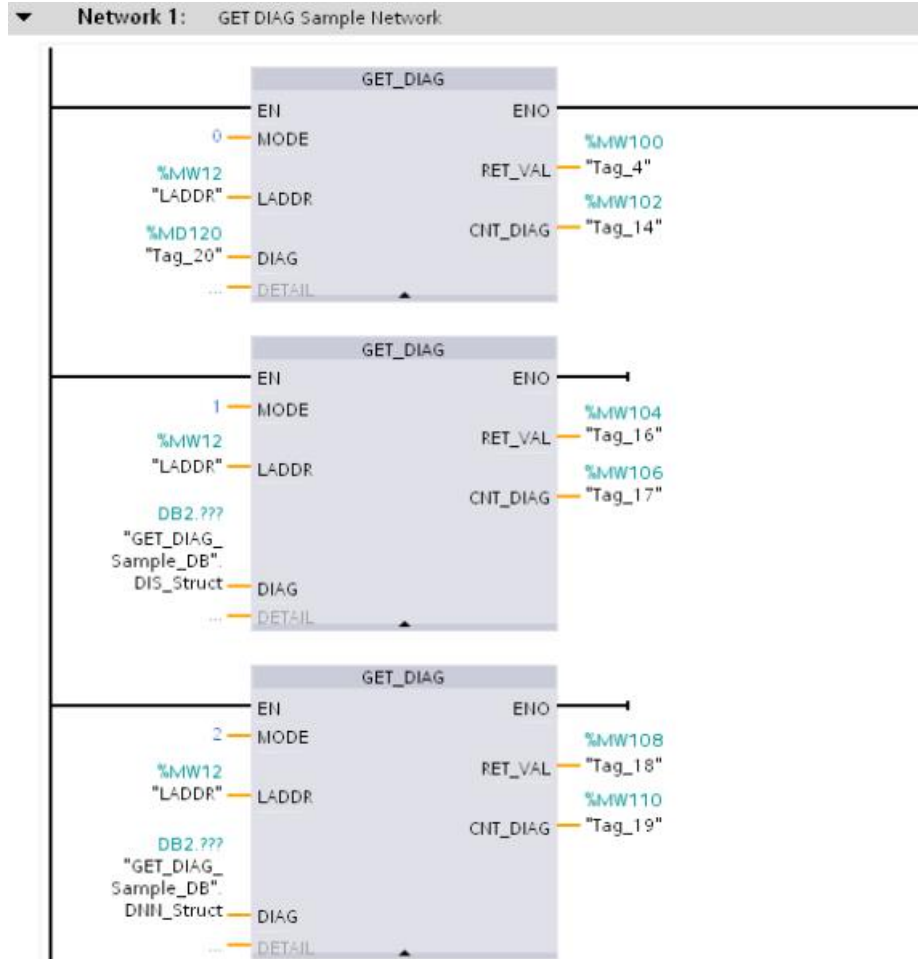 Network 1: GET DIAG Sample Network
GET_DIAG
EN ENO
0 MODE
%MW100
RET_VAL "Tag_4"
%MW12
"LADDR" LADDR
%MW102
CNT_DIAG "Tag_14"
%MD120
"Tag_20" DIAG
... DETAIL
GET_DIAG
EN ENO
1 MODE
%MW104
RET_VAL "Tag_16"
%MW12
"LADDR" LADDR
%MW106
CNT_DIAG "Tag_17"
DB2.???
"GET_DIAG_
Sample_DB".
DIS_Struct DIAG
... DETAIL
GET_DIAG
EN ENO
2 MODE
%MW108
RET_VAL "Tag_18"
%MW12
"LADDR" LADDR
%MW110
CNT_DIAG "Tag_19"
DB2.???
"GET_DIAG_
Sample_DB".
DNN_Struct DIAG
... DETAIL